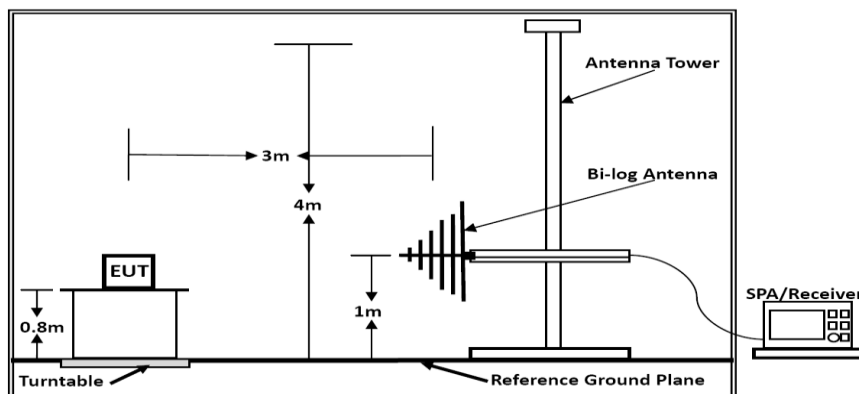 Antenna Tower
3m
Bi-log Antenna
4m
EUT
SPA/Receiver
1m
0.8m
Turntable
Reference Ground Plane